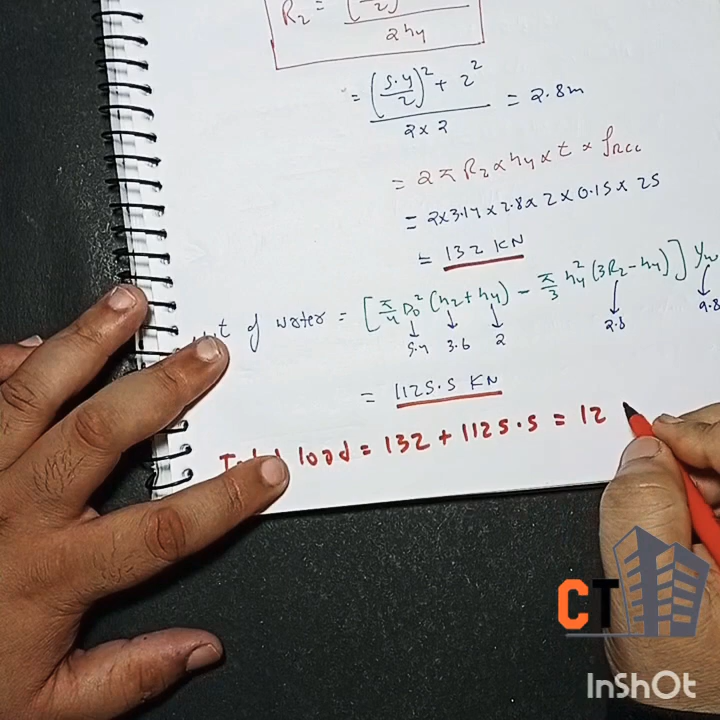 R2 = ( /2)
2h4
= (5.4/2)² + 2² / 2 × 2 = 2.8m
= 2π R2 × h4 × t × ρRCC
= 2×3.14×2.8×2×0.15×25
= 132 KN
of water = [π/4 D0² (h2+h4) − π/3 h4² (3R2−h4)] γw
5.4 3.6 2 2.8 9.8
= 1125.5 KN
load = 132 + 1125.5 = 12
CT
InShOt